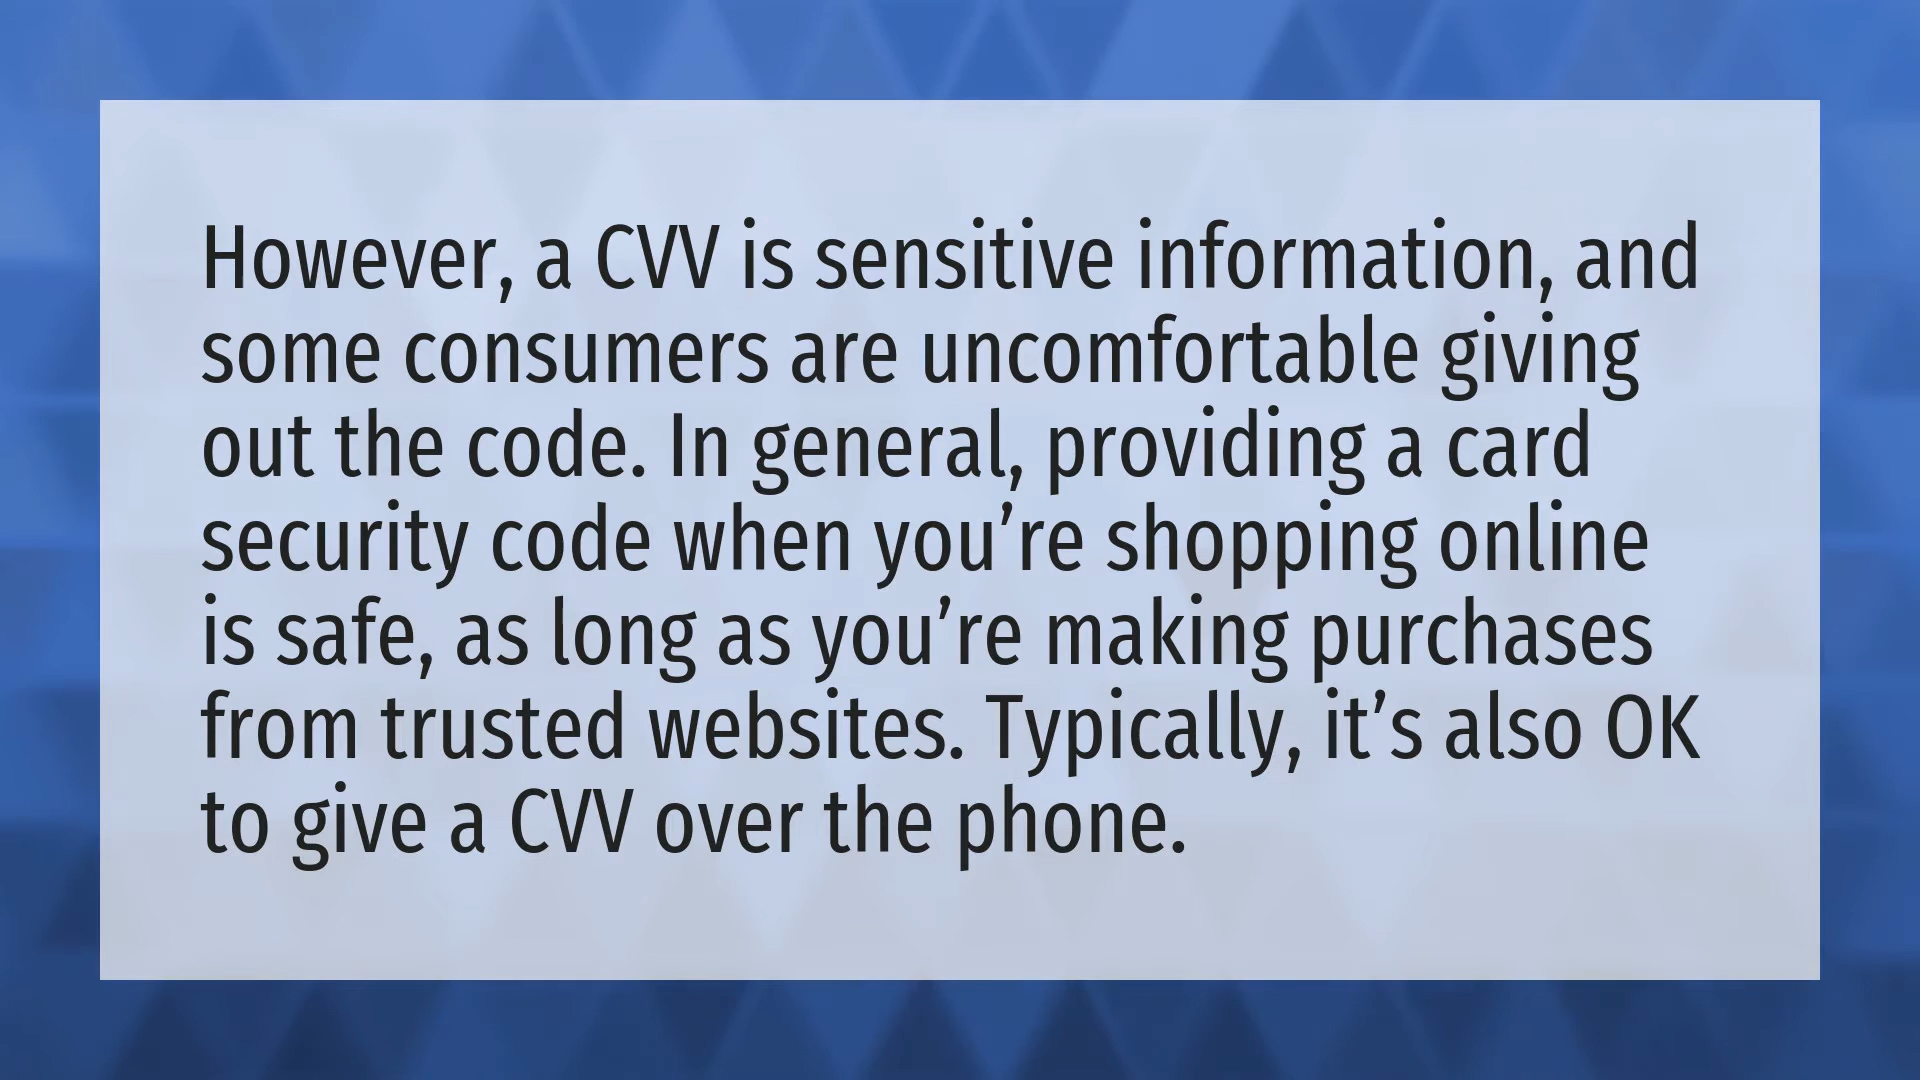 However, a CVV is sensitive information, and
some consumers are uncomfortable giving
out the code. In general, providing a card
security code when you’re shopping online
is safe, as long as you’re making purchases
from trusted websites. Typically, it’s also OK
to give a CVV over the phone.